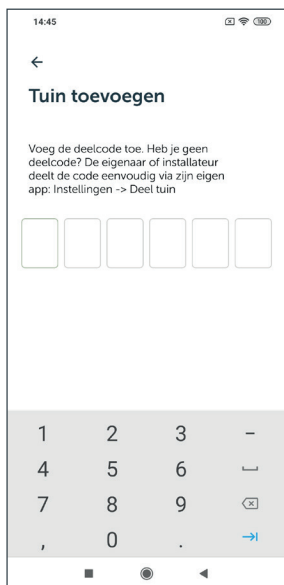 14:45
100
Tuin toevoegen
Voeg de deelcode toe. Heb je geen
deelcode? De eigenaar of installateur
deelt de code eenvoudig via zijn eigen
app: Instellingen -> Deel tuin
1 2 3 -
4 5 6
7 8 9
, 0 .